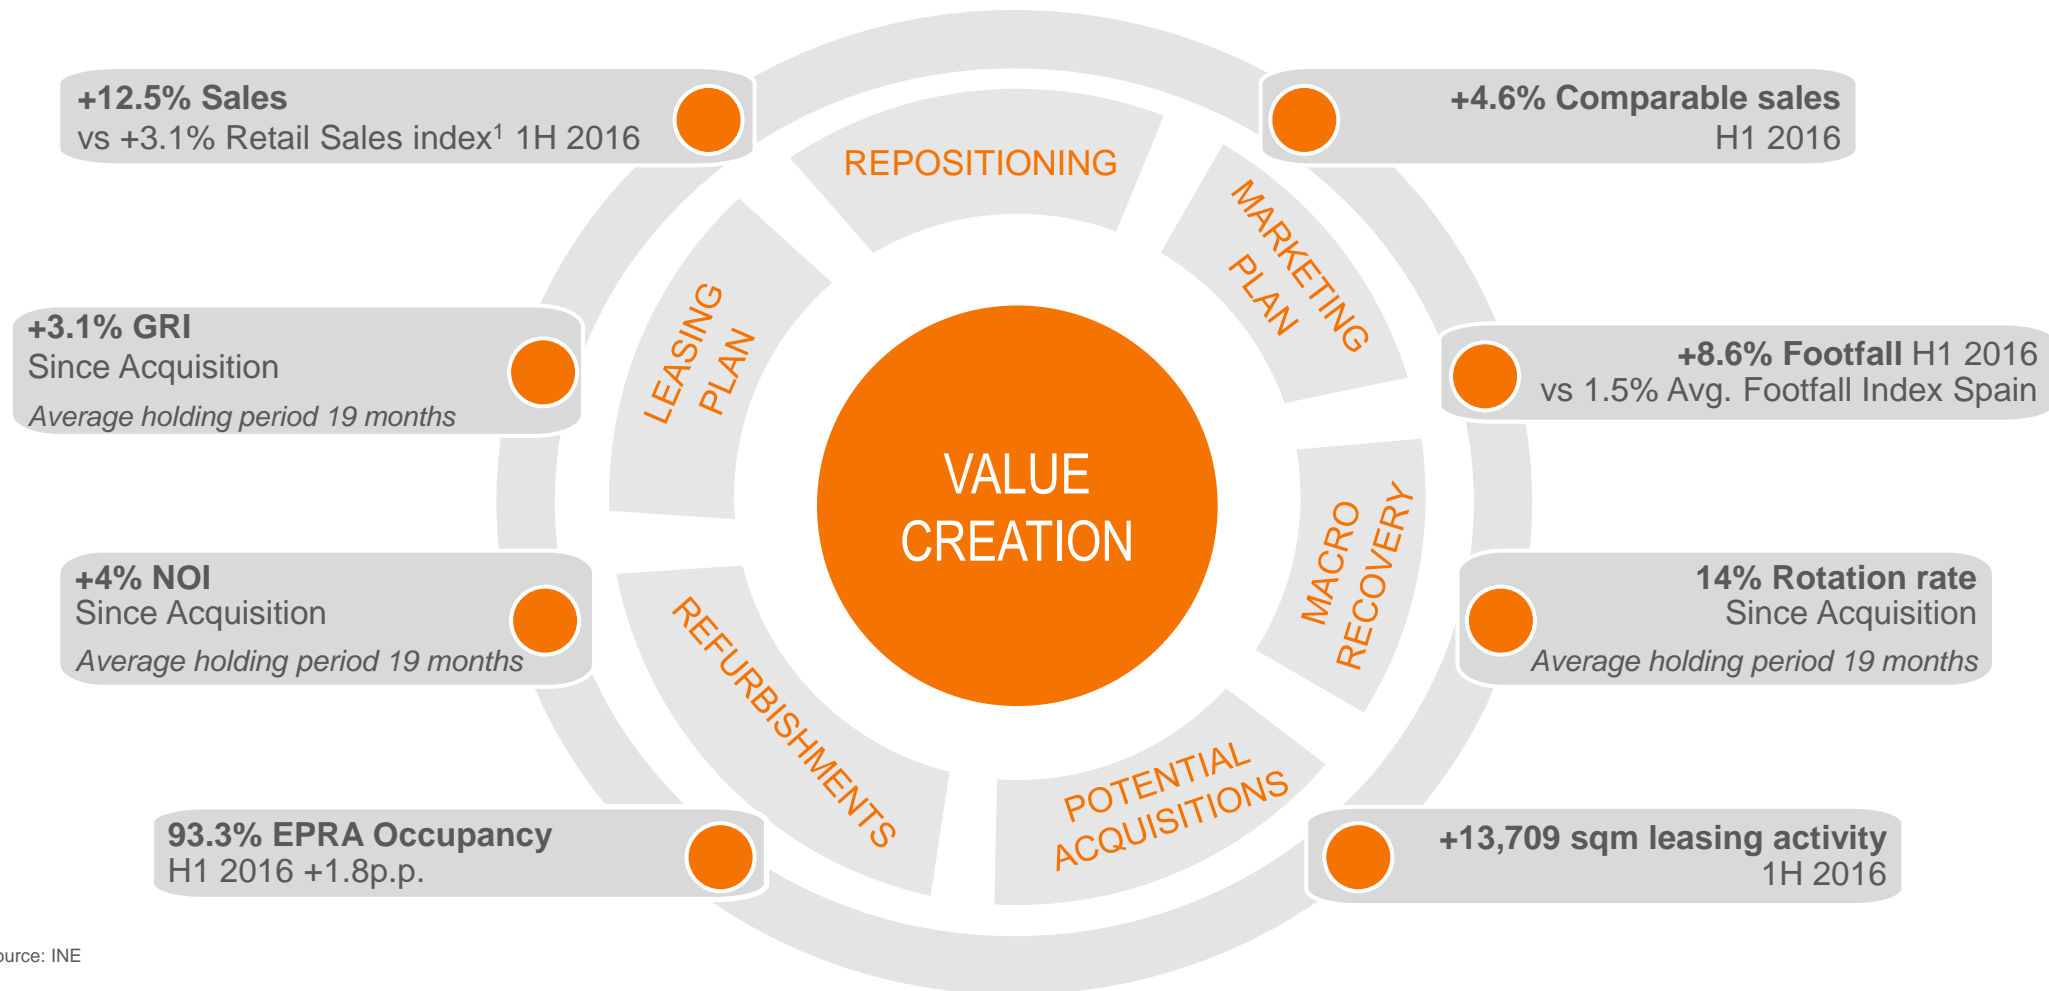 +12.5% Sales
vs +3.1% Retail Sales index¹ 1H 2016
+3.1% GRI
Since Acquisition
Average holding period 19 months
+4% NOI
Since Acquisition
Average holding period 19 months
93.3% EPRA Occupancy
H1 2016 +1.8p.p.
REPOSITIONING
MARKETING
PLAN
MACRO
RECOVERY
POTENTIAL
ACQUISITIONS
REFURBISHMENTS
LEASING
PLAN
VALUE
CREATION
+4.6% Comparable sales
H1 2016
+8.6% Footfall H1 2016
vs 1.5% Avg. Footfall Index Spain
14% Rotation rate
Since Acquisition
Average holding period 19 months
+13,709 sqm leasing activity
1H 2016
ource: INE